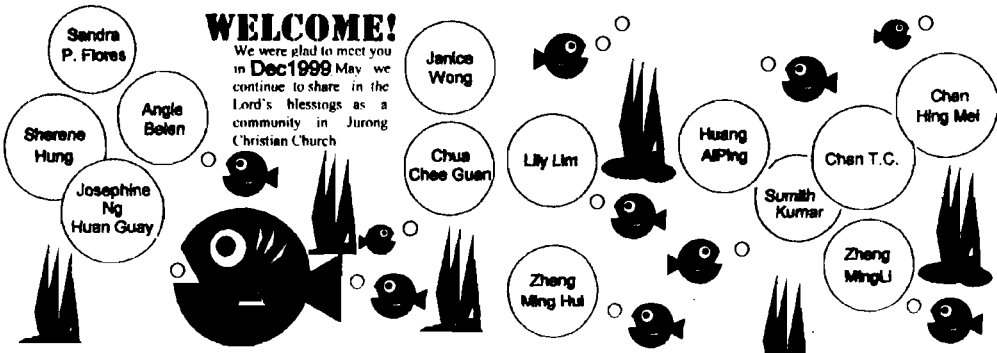 WELCOME!
We were glad to meet you
in Dec1999 May we
continue to share in the
Lord's blessings as a
community in Jurong
Christian Church
Sandra
P. Flores
Angie
Belen
Sherene
Hung
Josephine
Ng
Huan Guay
Janice
Wong
Chua
Chee Guan
Lily Lim
Zheng
Ming Hui
Huang
AiPing
Sumith
Kumar
Chan T.C.
Chan
Hing Mei
Zheng
MingLi